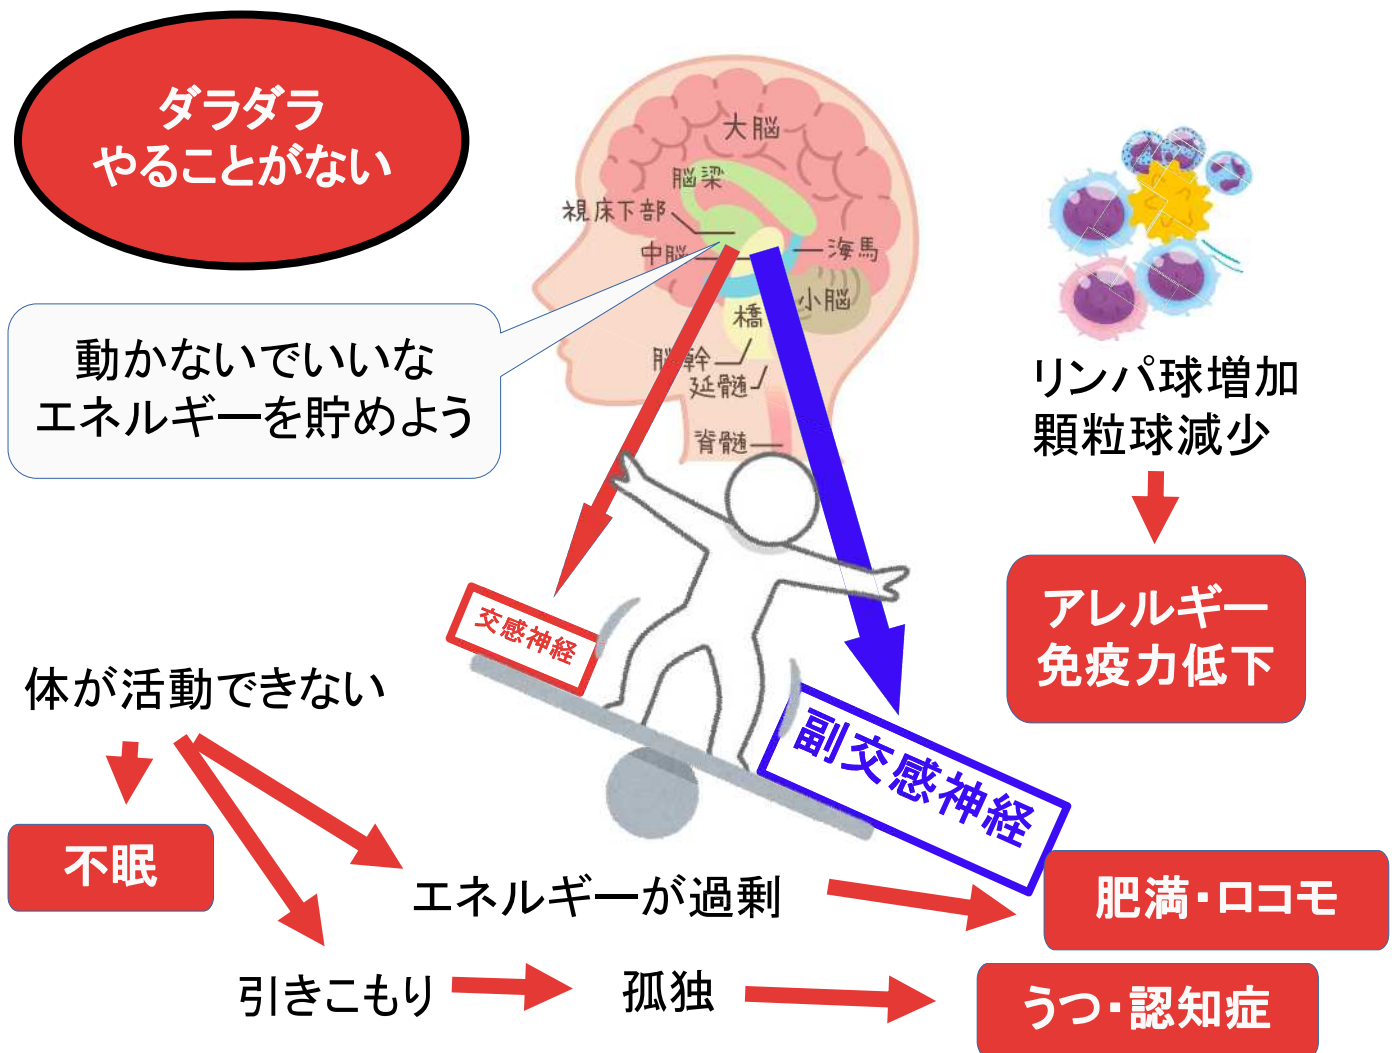 ダラダラ
やることがない
大脳
脳梁
視床下部
中脳
海馬
小脳
橋
脳幹
延髄
脊髄
動かないでいいな
エネルギーを貯めよう
リンパ球増加
顆粒球減少
アレルギー
免疫力低下
交感神経
副交感神経
体が活動できない
不眠
エネルギーが過剰
肥満・ロコモ
引きこもり
孤独
うつ・認知症